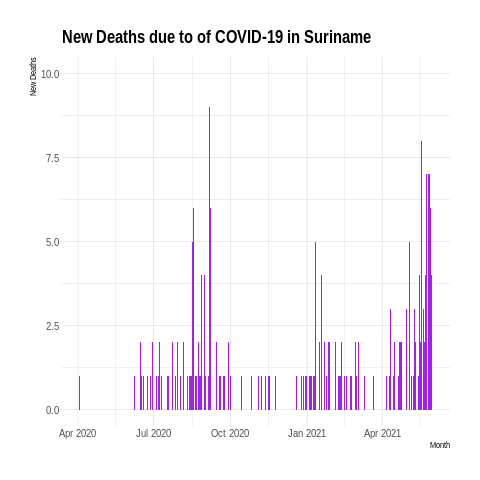 New Deaths due to of COVID-19 in Suriname
New Deaths
10.0
7.5
5.0
2.5
0.0
Apr 2020 Jul 2020 Oct 2020 Jan 2021 Apr 2021
Month